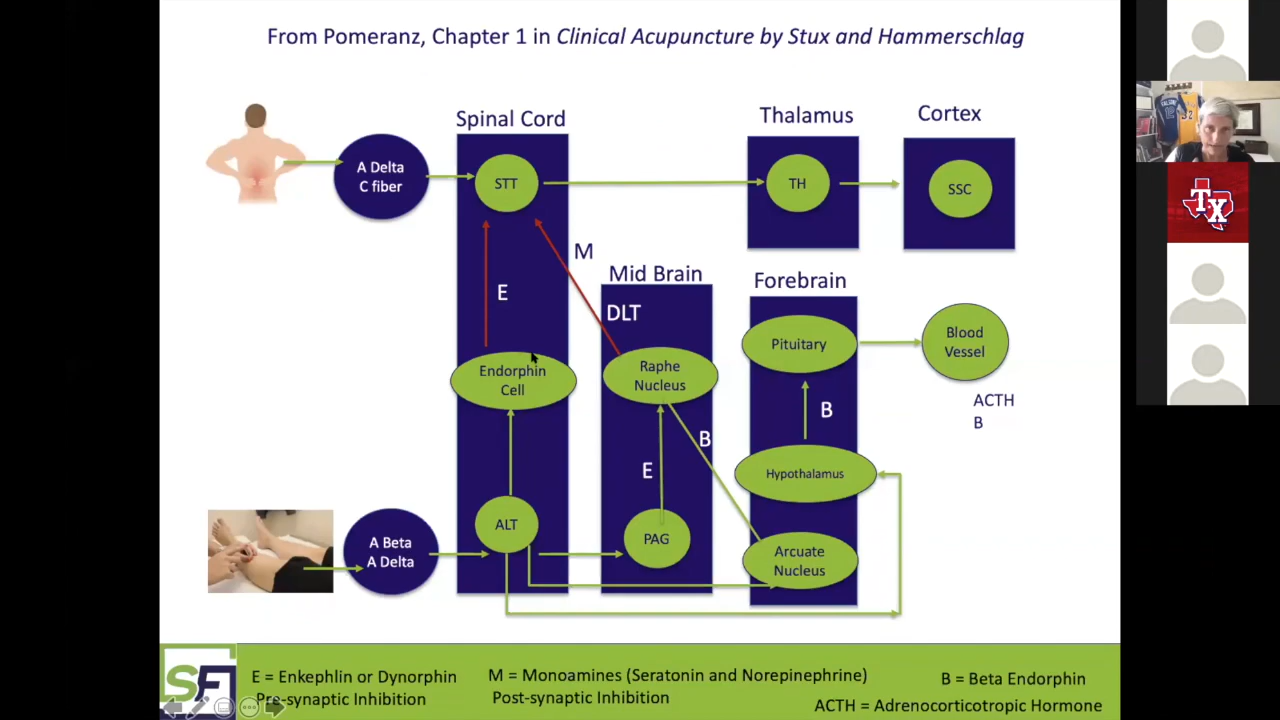 From Pomeranz, Chapter 1 in Clinical Acupuncture by Stux and Hammerschlag
Spinal Cord
Thalamus
Cortex
A Delta
C fiber
STT
TH
SSC
M
Mid Brain
Forebrain
E
DLT
Pituitary
Blood
Vessel
Endorphin
Cell
Raphe
Nucleus
ACTH
B
B
B
E
Hypothalamus
ALT
PAG
A Beta
A Delta
Arcuate
Nucleus
SF
E = Enkephlin or Dynorphin
Pre-synaptic Inhibition
M = Monoamines (Seratonin and Norepinephrine)
Post-synaptic Inhibition
B = Beta Endorphin
ACTH = Adrenocorticotropic Hormone
TX